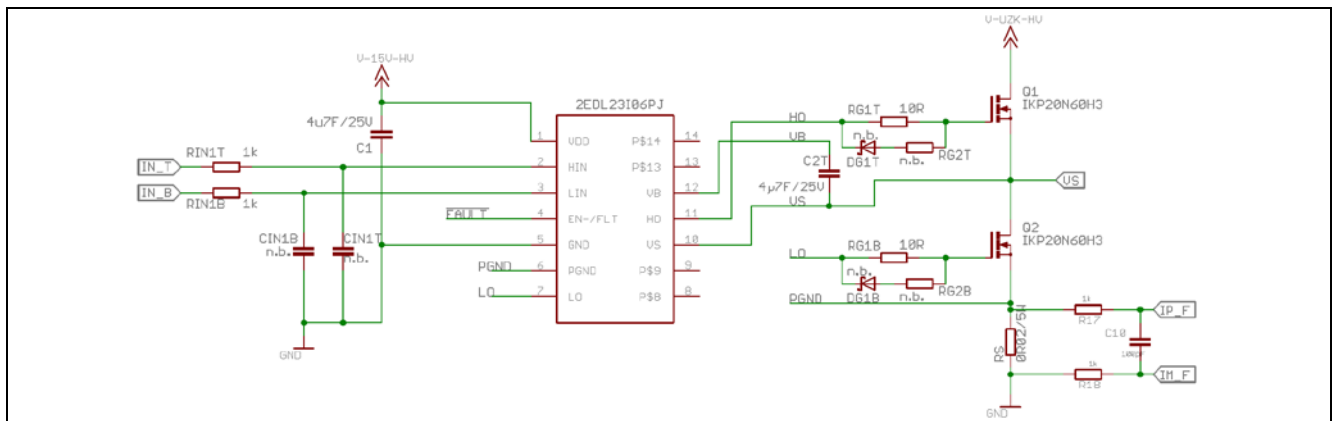 V-UZK-HV
V-15V-HV
2EDL23I06PJ
4u7F/25V
C1
RIN1T 1k
IN_T
IN_B
RIN1B 1k
CIN1B
n.b.
CIN1T
n.b.
GND
FAULT
PGND
LO
1 VDD
2 HIN
3 LIN
4 EN-/FLT
5 GND
6 PGND
7 LO
P$14 14
P$13 13
VB 12
HO 11
VS 10
P$9 9
P$8 8
HO
VB
VS
C2T
4µ7F/25V
RG1T 10R
n.b.
DG1T
n.b.
RG2T
Q1
IKP20N60H3
VS
Q2
IKP20N60H3
LO
RG1B 10R
n.b.
DG1B
n.b.
RG2B
PGND
RS
0R02/5W
1k
R17
IP_F
C10
1k
R18
IM_F
GND